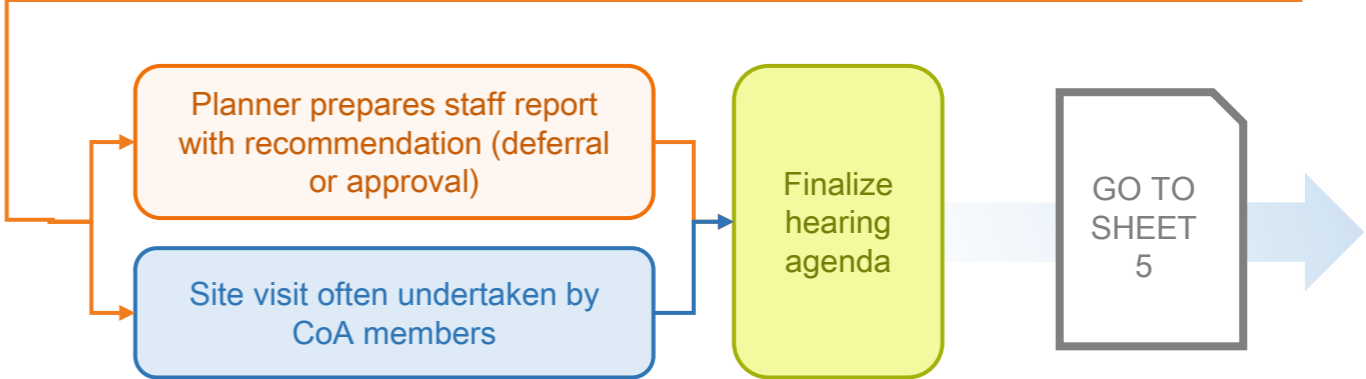 Planner prepares staff report
with recommendation (deferral
or approval)
Site visit often undertaken by
CoA members
Finalize
hearing
agenda
GO TO
SHEET
5